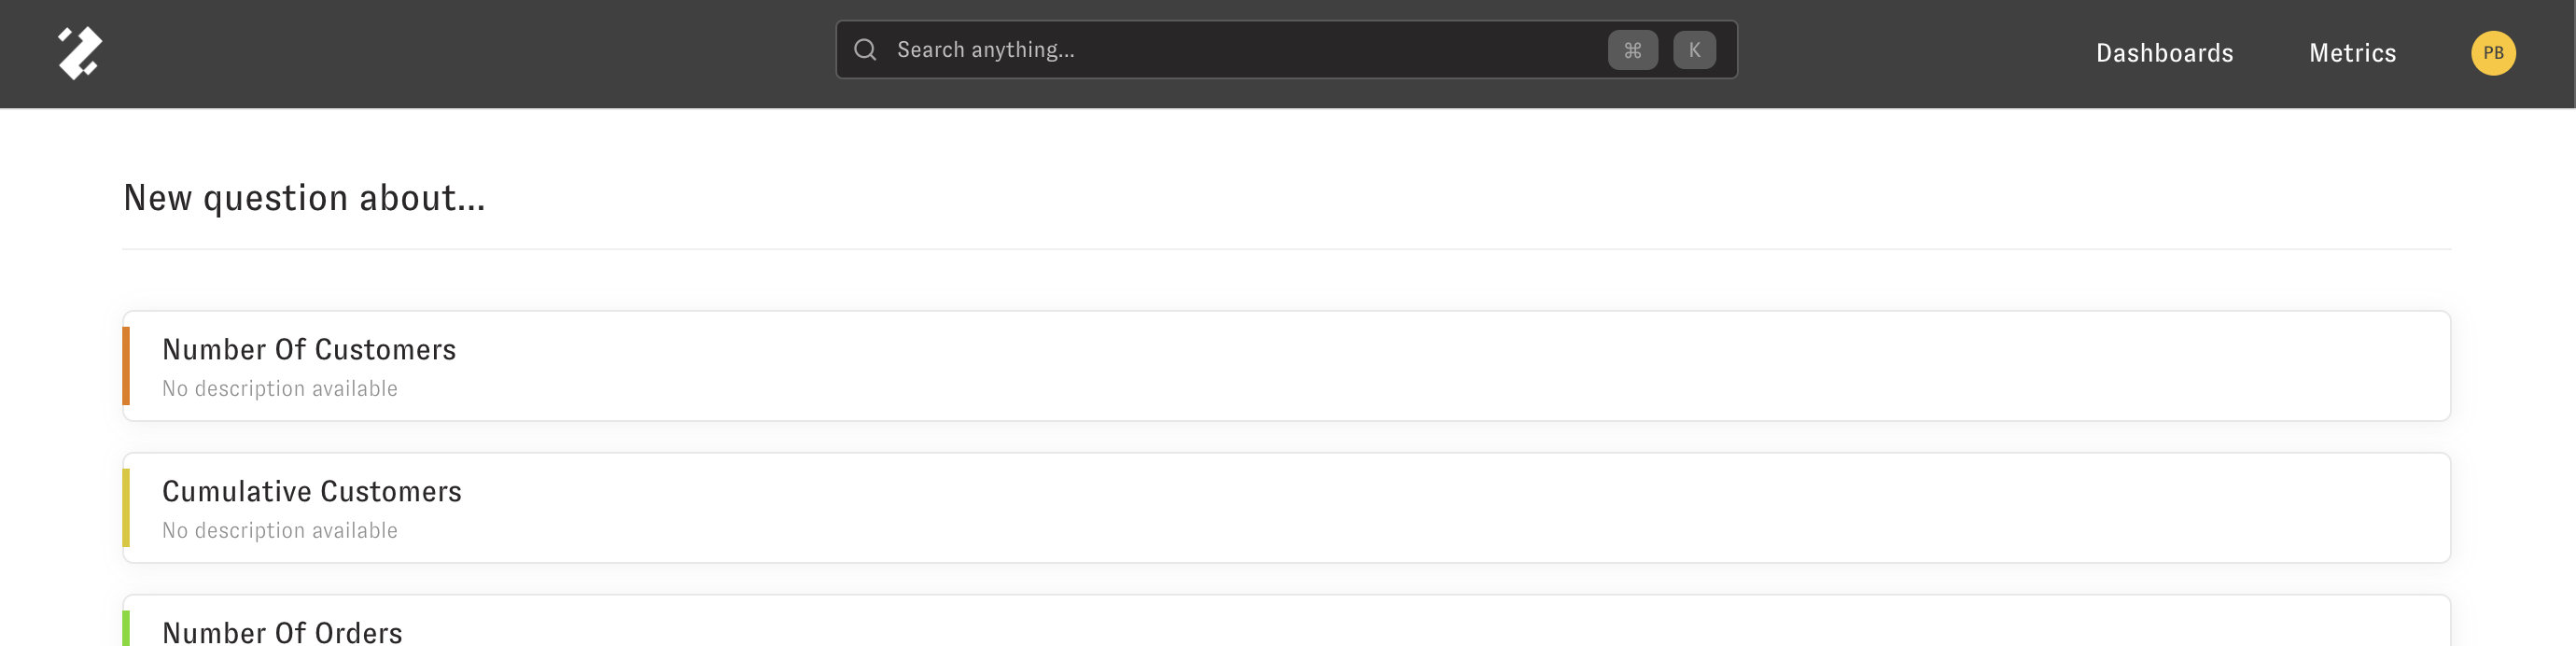 Search anything...
⌘ K
Dashboards
Metrics
PB
New question about...
Number Of Customers
No description available
Cumulative Customers
No description available
Number Of Orders